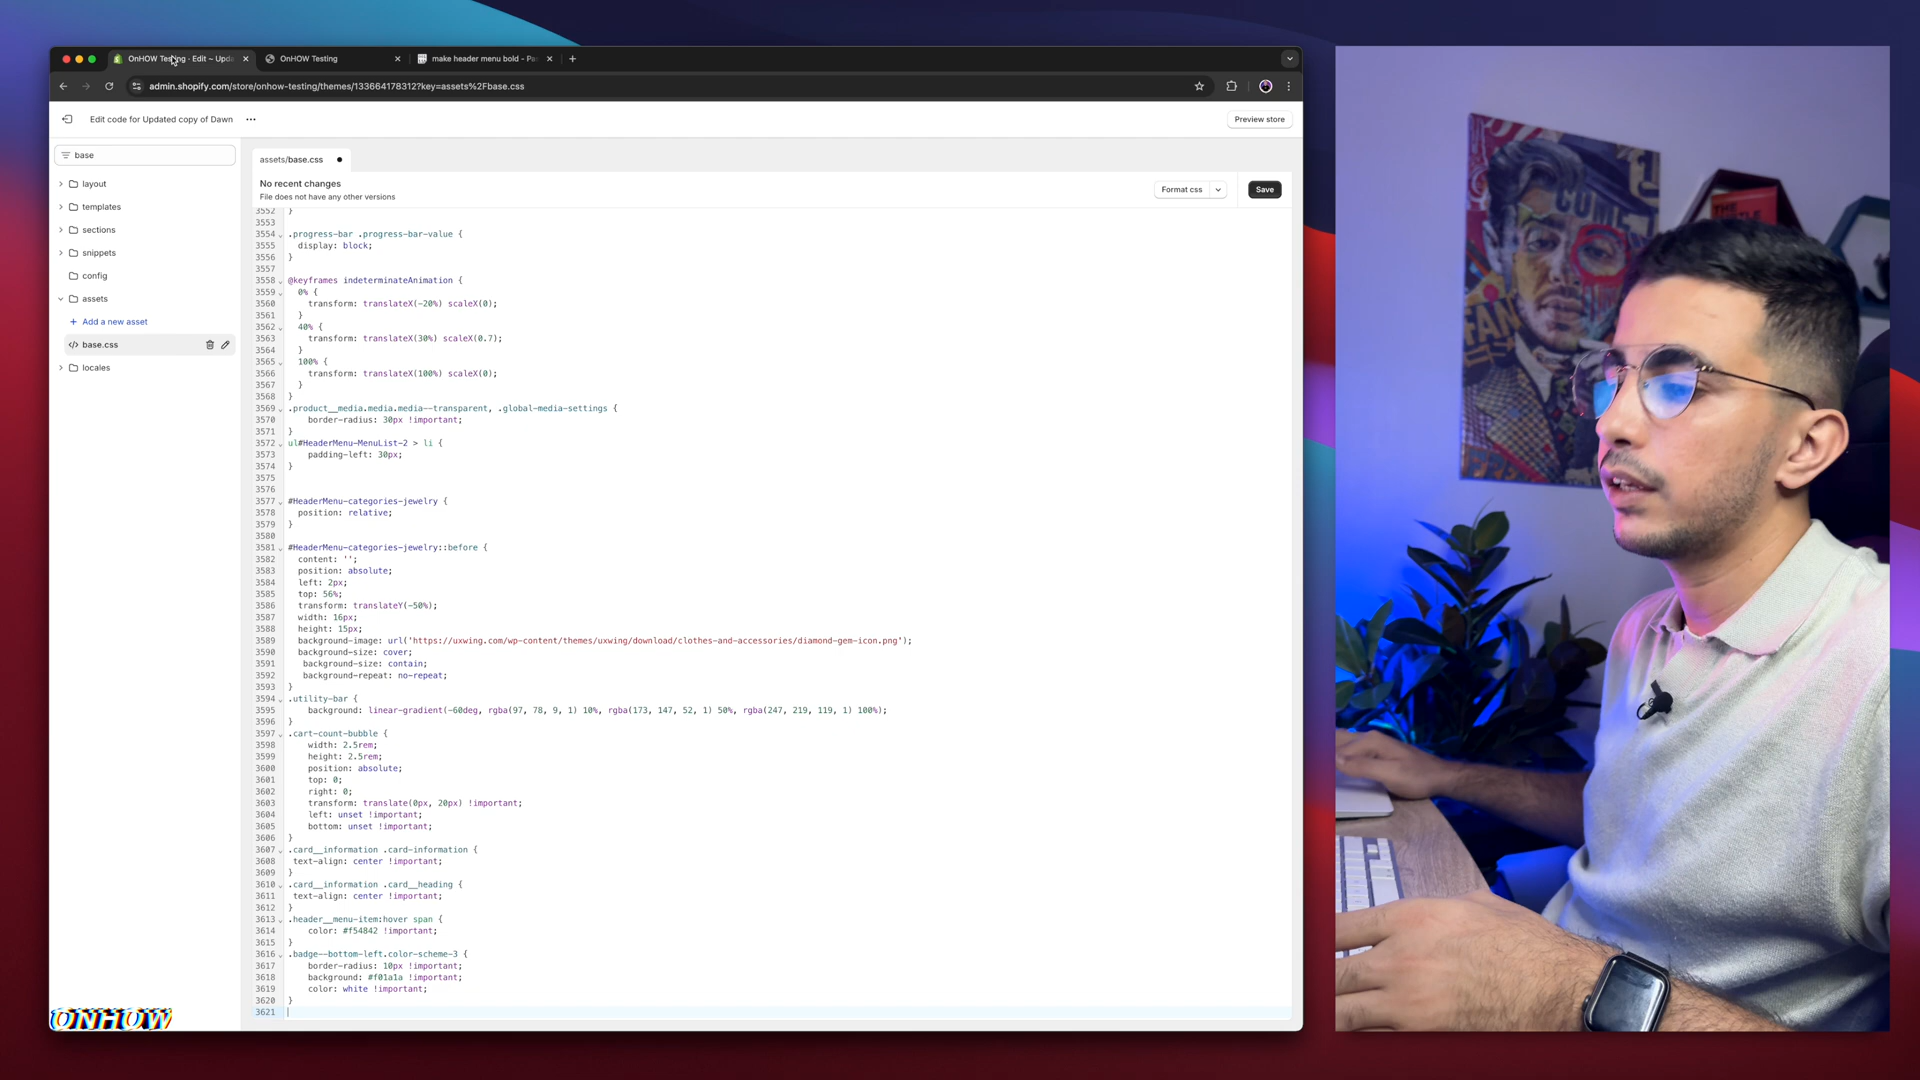 OnHOW Testing · Edit ~ Upda
OnHOW Testing
make header menu bold - Pa
admin.shopify.com/store/onhow-testing/themes/133664178312?key=assets%2Fbase.css
Edit code for Updated copy of Dawn
Preview store
base
layout
templates
sections
snippets
config
assets
+ Add a new asset
</> base.css
locales
assets/base.css
No recent changes
File does not have any other versions
Format css
Save
3552 }
3553
3554 .progress-bar .progress-bar-value {
3555 display: block;
3556 }
3557
3558 @keyframes indeterminateAnimation {
3559 0% {
3560 transform: translateX(-20%) scaleX(0);
3561 }
3562 40% {
3563 transform: translateX(30%) scaleX(0.7);
3564 }
3565 100% {
3566 transform: translateX(100%) scaleX(0);
3567 }
3568 }
3569 .product__media.media.media--transparent, .global-media-settings {
3570 border-radius: 30px !important;
3571 }
3572 ul#HeaderMenu-MenuList-2 > li {
3573 padding-left: 30px;
3574 }
3575
3576
3577 #HeaderMenu-categories-jewelry {
3578 position: relative;
3579 }
3580
3581 #HeaderMenu-categories-jewelry::before {
3582 content: '';
3583 position: absolute;
3584 left: 2px;
3585 top: 56%;
3586 transform: translateY(-50%);
3587 width: 16px;
3588 height: 15px;
3589 background-image: url('https://uxwing.com/wp-content/themes/uxwing/download/clothes-and-accessories/diamond-gem-icon.png');
3590 background-size: cover;
3591 background-size: contain;
3592 background-repeat: no-repeat;
3593 }
3594 .utility-bar {
3595 background: linear-gradient(-60deg, rgba(97, 78, 9, 1) 10%, rgba(173, 147, 52, 1) 50%, rgba(247, 219, 119, 1) 100%);
3596 }
3597 .cart-count-bubble {
3598 width: 2.5rem;
3599 height: 2.5rem;
3600 position: absolute;
3601 top: 0;
3602 right: 0;
3603 transform: translate(0px, 20px) !important;
3604 left: unset !important;
3605 bottom: unset !important;
3606 }
3607 .card__information .card-information {
3608 text-align: center !important;
3609 }
3610 .card__information .card__heading {
3611 text-align: center !important;
3612 }
3613 .header__menu-item:hover span {
3614 color: #f54842 !important;
3615 }
3616 .badge--bottom-left.color-scheme-3 {
3617 border-radius: 10px !important;
3618 background: #f01a1a !important;
3619 color: white !important;
3620 }
3621
ONHOW
COME
FAN
THE